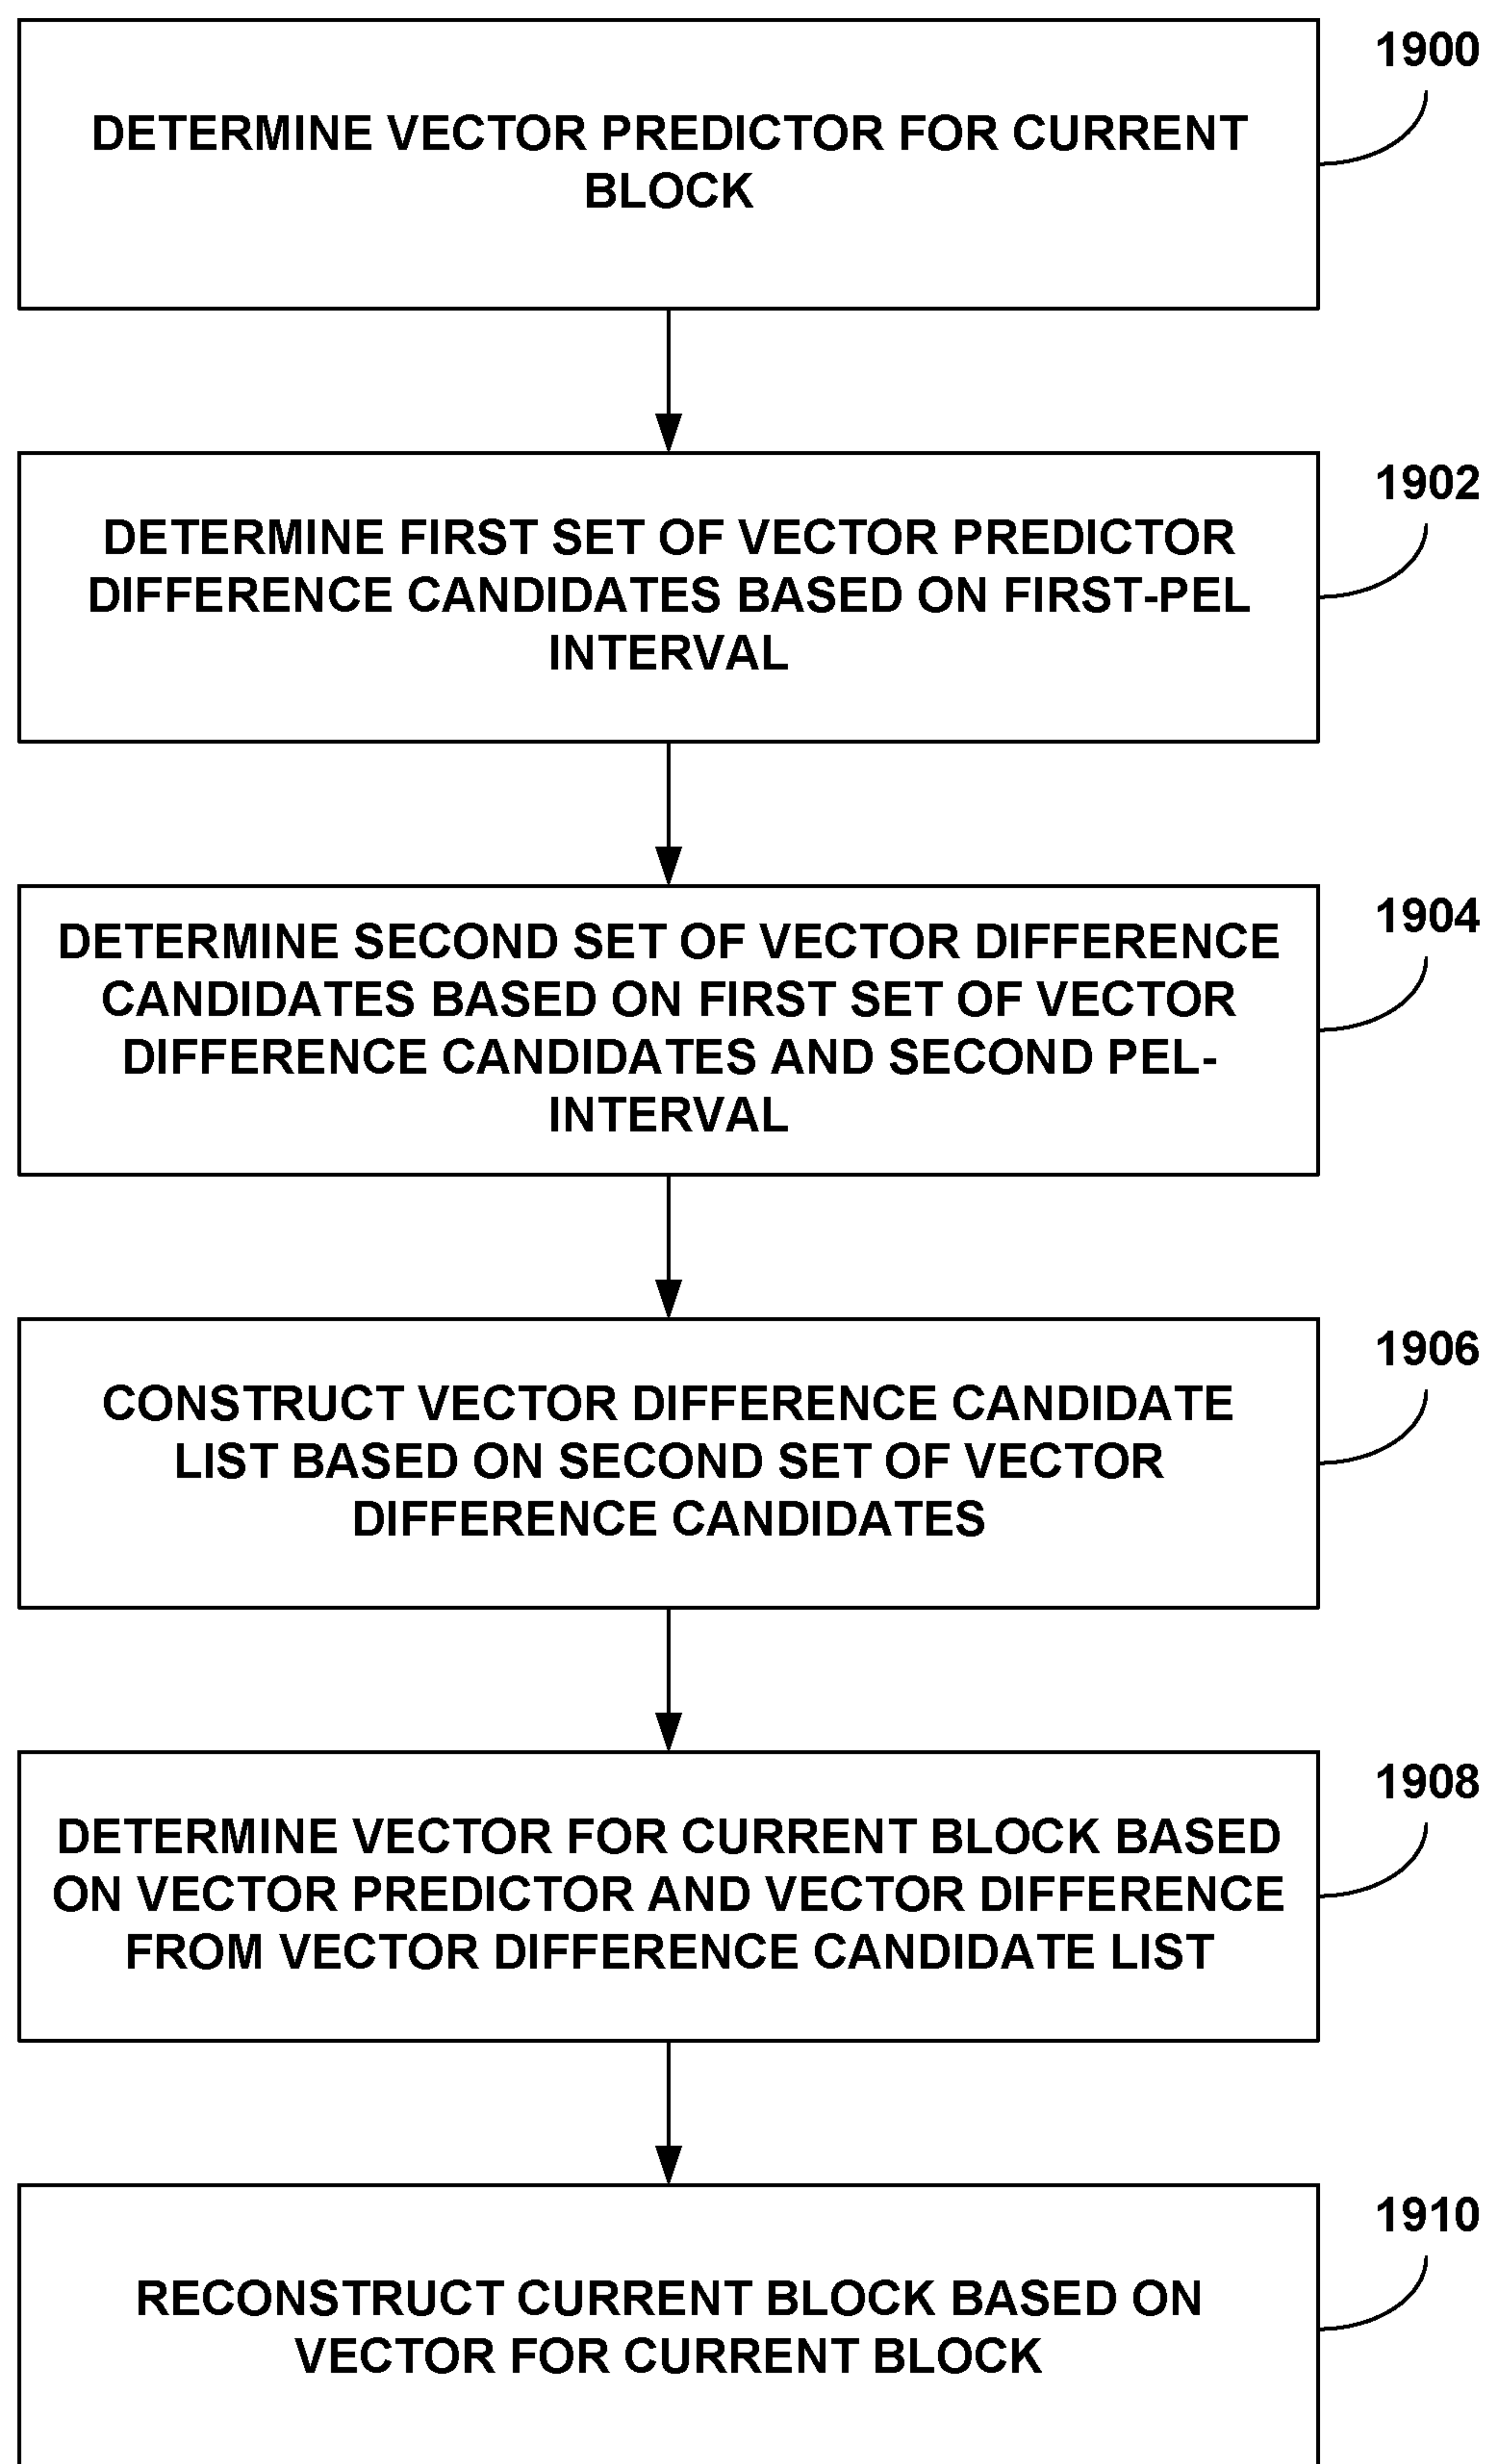 1900
DETERMINE VECTOR PREDICTOR FOR CURRENT
BLOCK
1902
DETERMINE FIRST SET OF VECTOR PREDICTOR
DIFFERENCE CANDIDATES BASED ON FIRST-PEL
INTERVAL
1904
DETERMINE SECOND SET OF VECTOR DIFFERENCE
CANDIDATES BASED ON FIRST SET OF VECTOR
DIFFERENCE CANDIDATES AND SECOND PEL-
INTERVAL
1906
CONSTRUCT VECTOR DIFFERENCE CANDIDATE
LIST BASED ON SECOND SET OF VECTOR
DIFFERENCE CANDIDATES
1908
DETERMINE VECTOR FOR CURRENT BLOCK BASED
ON VECTOR PREDICTOR AND VECTOR DIFFERENCE
FROM VECTOR DIFFERENCE CANDIDATE LIST
1910
RECONSTRUCT CURRENT BLOCK BASED ON
VECTOR FOR CURRENT BLOCK